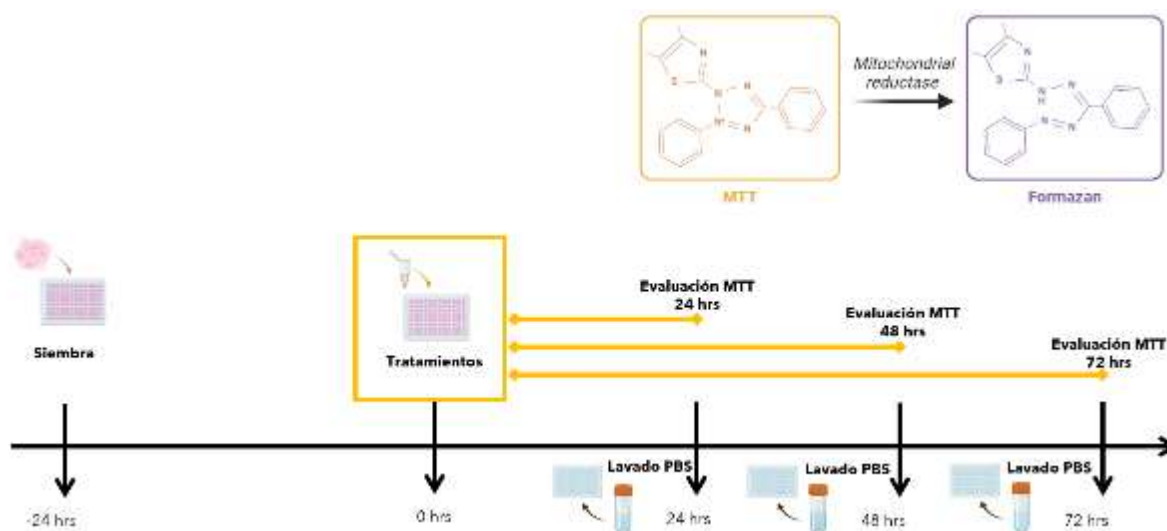 Mitochondrial
reductase
MTT
Formazan
Siembra
Tratamientos
Evaluación MTT
24 hrs
Evaluación MTT
48 hrs
Evaluación MTT
72 hrs
Lavado PBS
Lavado PBS
Lavado PBS
-24 hrs
0 hrs
24 hrs
48 hrs
72 hrs